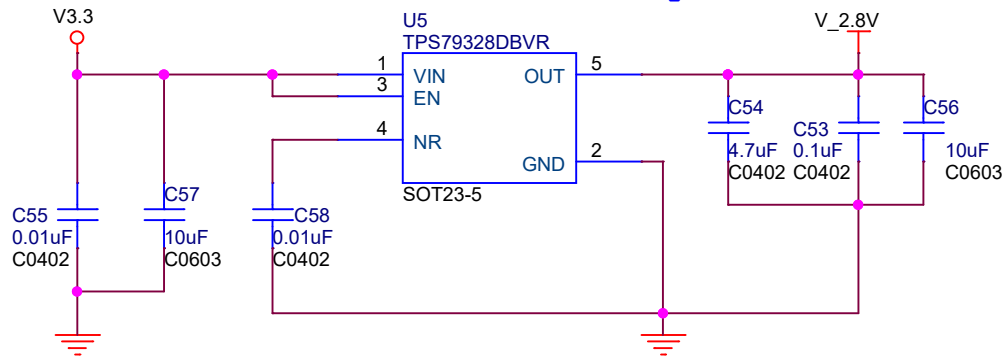 V3.3
U5
TPS79328DBVR
V_2.8V
1
VIN
3
EN
4
NR
OUT
5
GND
2
SOT23-5
C55
0.01uF
C0402
C57
10uF
C0603
C58
0.01uF
C0402
C54
4.7uF
C0402
C53
0.1uF
C0402
C56
10uF
C0603